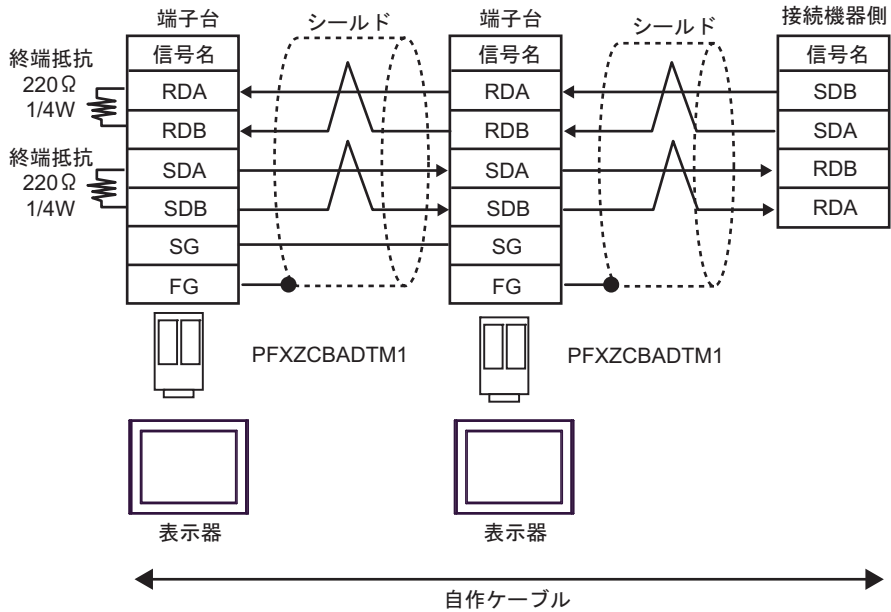 端子台
シールド
端子台
シールド
接続機器側
終端抵抗
220Ω
1/4W
終端抵抗
220Ω
1/4W
信号名
RDA
RDB
SDA
SDB
SG
FG
信号名
RDA
RDB
SDA
SDB
SG
FG
信号名
SDB
SDA
RDB
RDA
PFXZCBADTM1
PFXZCBADTM1
表示器
表示器
自作ケーブル